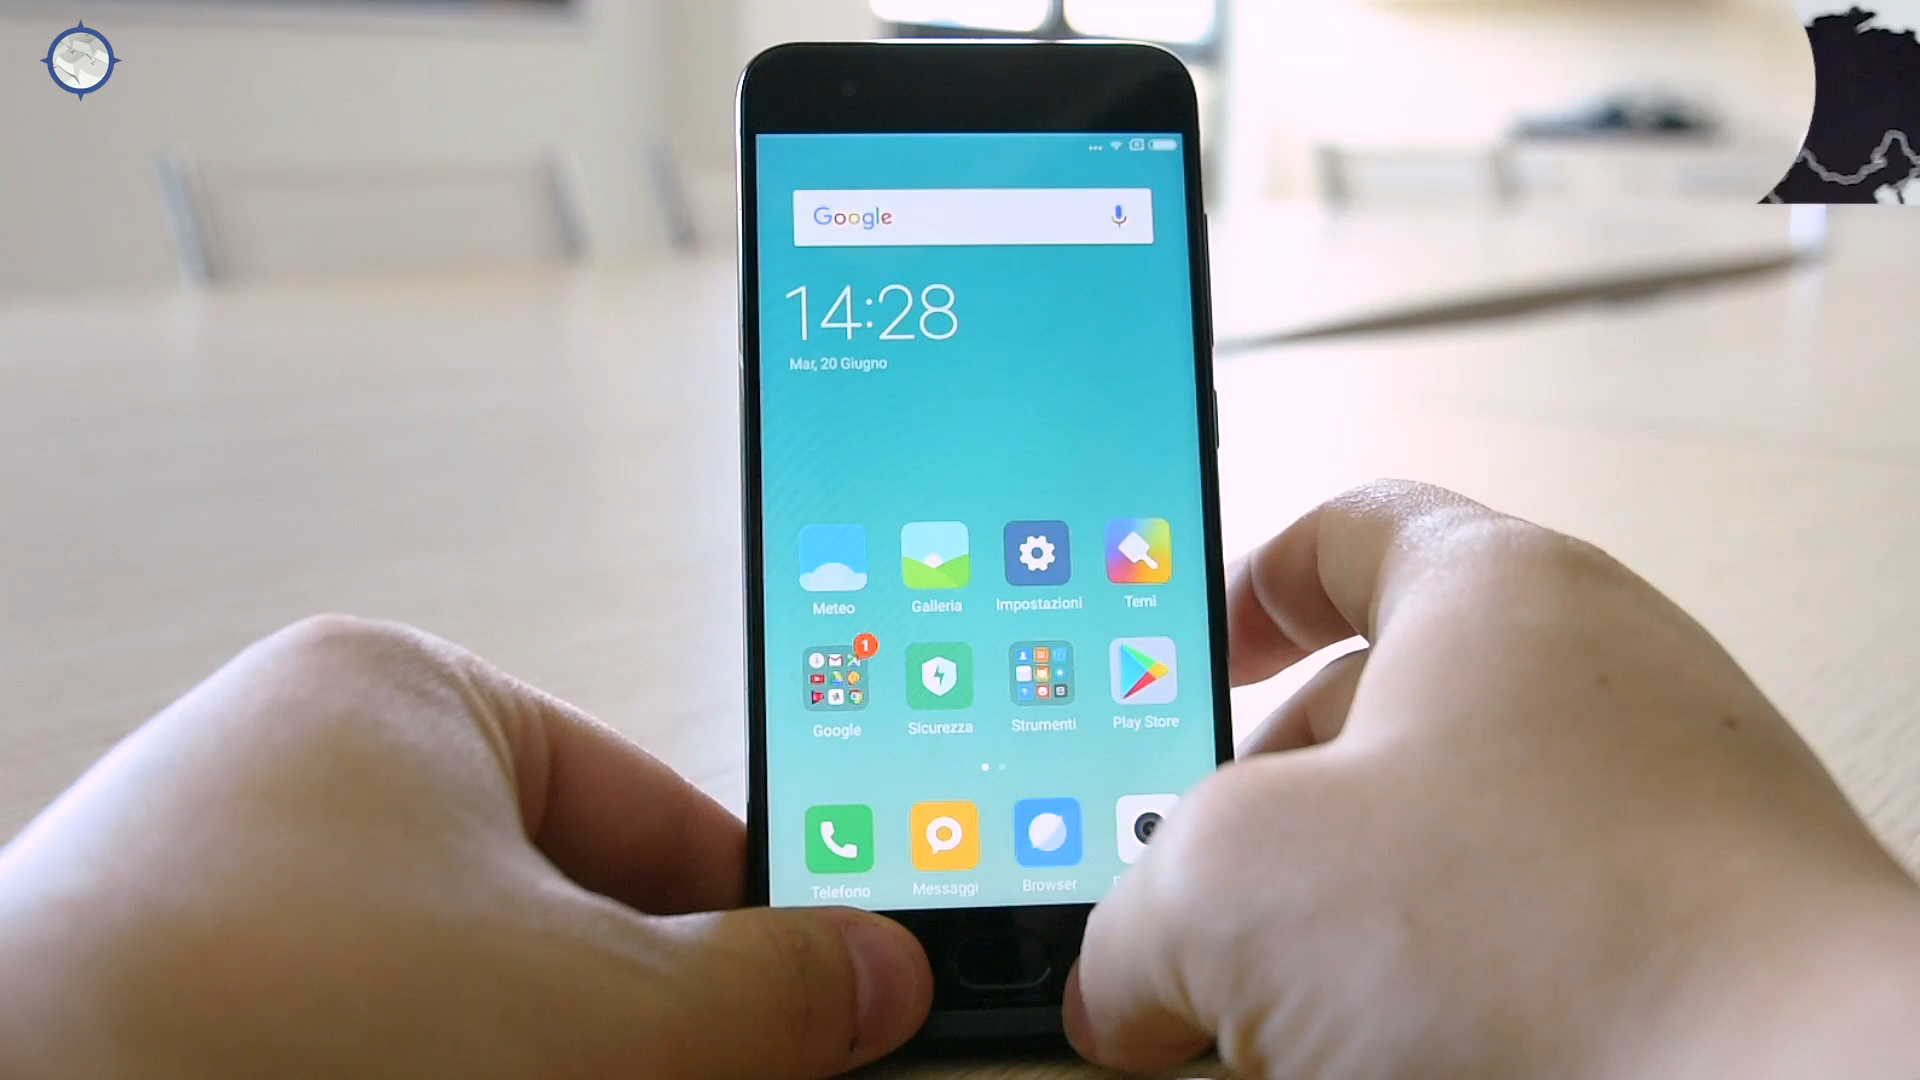 Google
14:28
Mar, 20 Giugno
Meteo
Galleria
Impostazioni
Temi
1
Google
Sicurezza
Strumenti
Play Store
Telefono
Messaggi
Browser